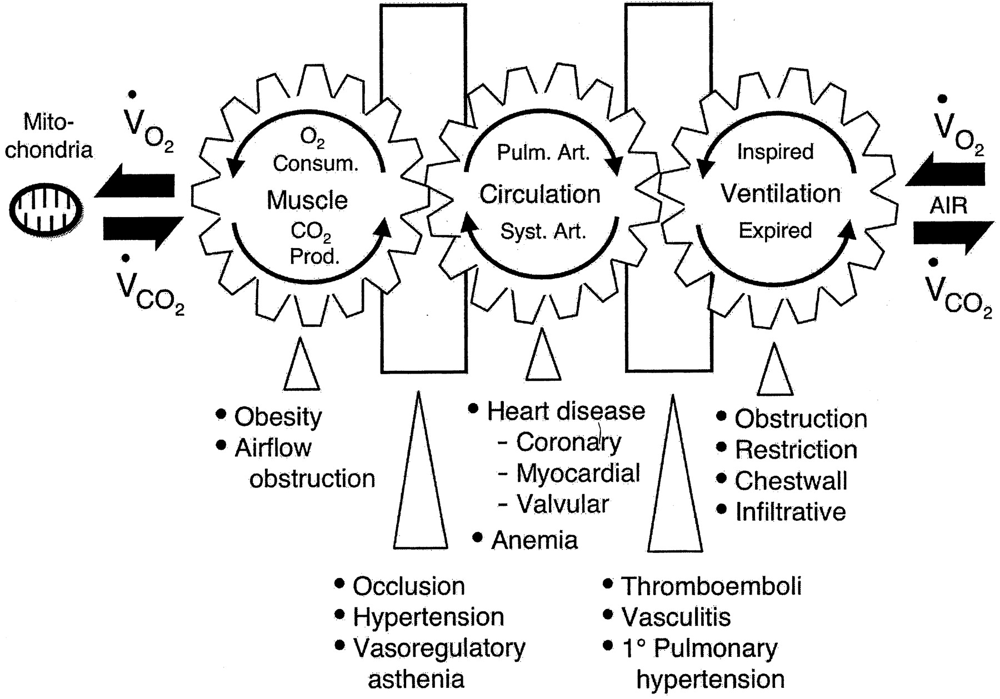 Mito-
chondria
V̇O₂
V̇CO₂
O₂
Consum.
Muscle
CO₂
Prod.
Pulm. Art.
Circulation
Syst. Art.
Inspired
Ventilation
Expired
V̇O₂
AIR
V̇CO₂
• Obesity
• Airflow
obstruction
• Occlusion
• Hypertension
• Vasoregulatory
asthenia
• Heart disease
- Coronary
- Myocardial
- Valvular
• Anemia
• Thromboemboli
• Vasculitis
• 1° Pulmonary
hypertension
• Obstruction
• Restriction
• Chestwall
• Infiltrative